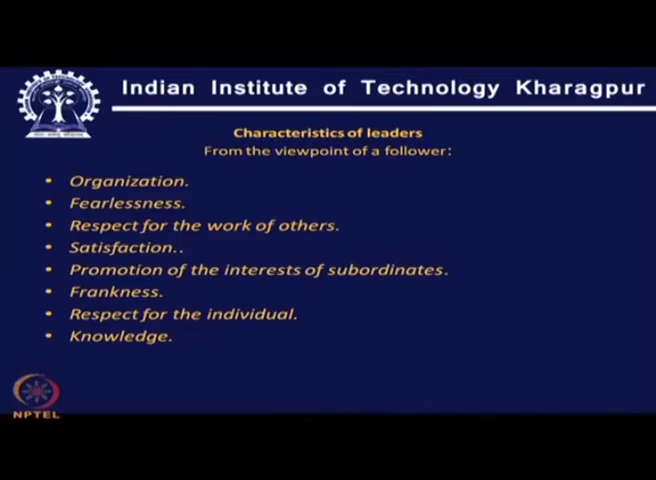 Indian Institute of Technology Kharagpur
Characteristics of leaders
From the viewpoint of a follower:
• Organization.
• Fearlessness.
• Respect for the work of others.
• Satisfaction..
• Promotion of the interests of subordinates.
• Frankness.
• Respect for the individual.
• Knowledge.
NPTEL